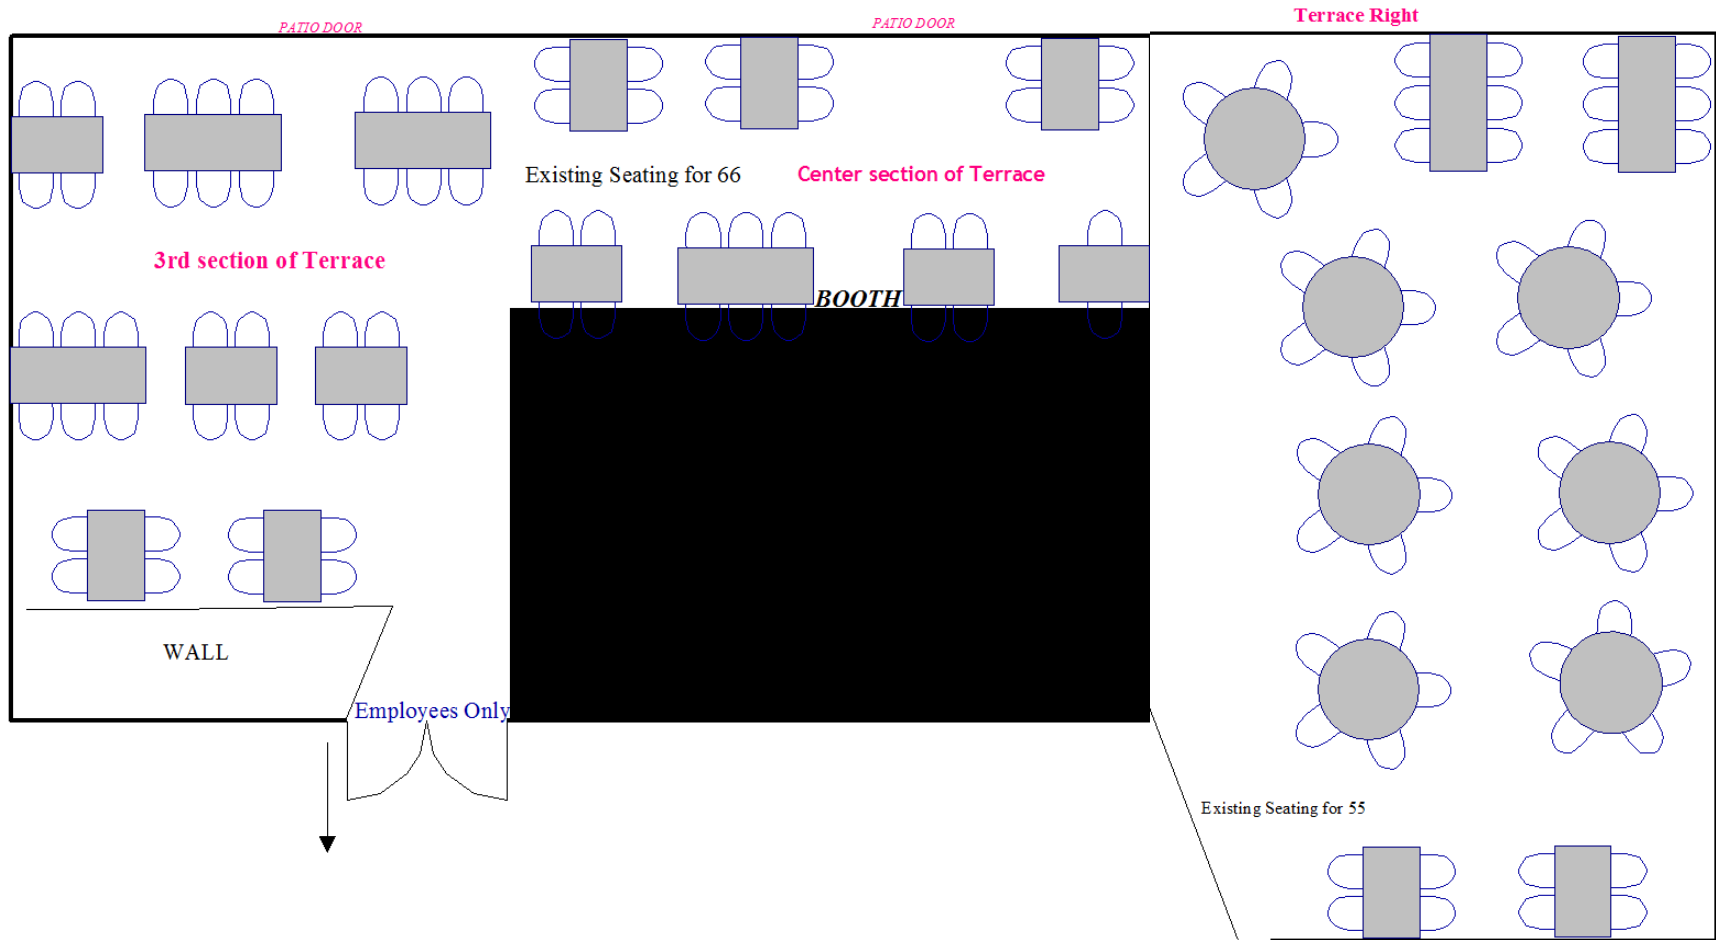 Terrace Right
PATIO DOOR
PATIO DOOR
Existing Seating for 66
Center section of Terrace
3rd section of Terrace
BOOTH
WALL
Employees Only
Existing Seating for 55